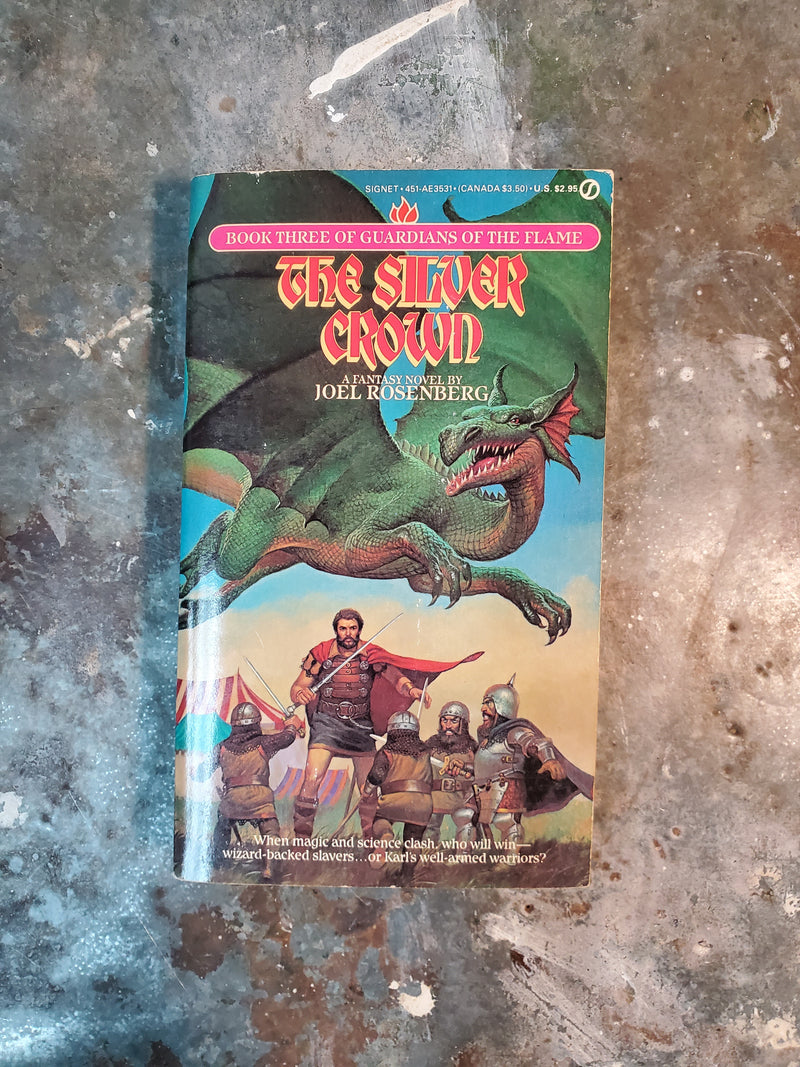 SIGNET • 451-AE3531 • (CANADA $3.50) • U.S. $2.95
BOOK THREE OF GUARDIANS OF THE FLAME
THE SILVER
CROWN
A FANTASY NOVEL BY
JOEL ROSENBERG
When magic and science clash, who will win—
wizard-backed slavers...or Karl's well-armed warriors?